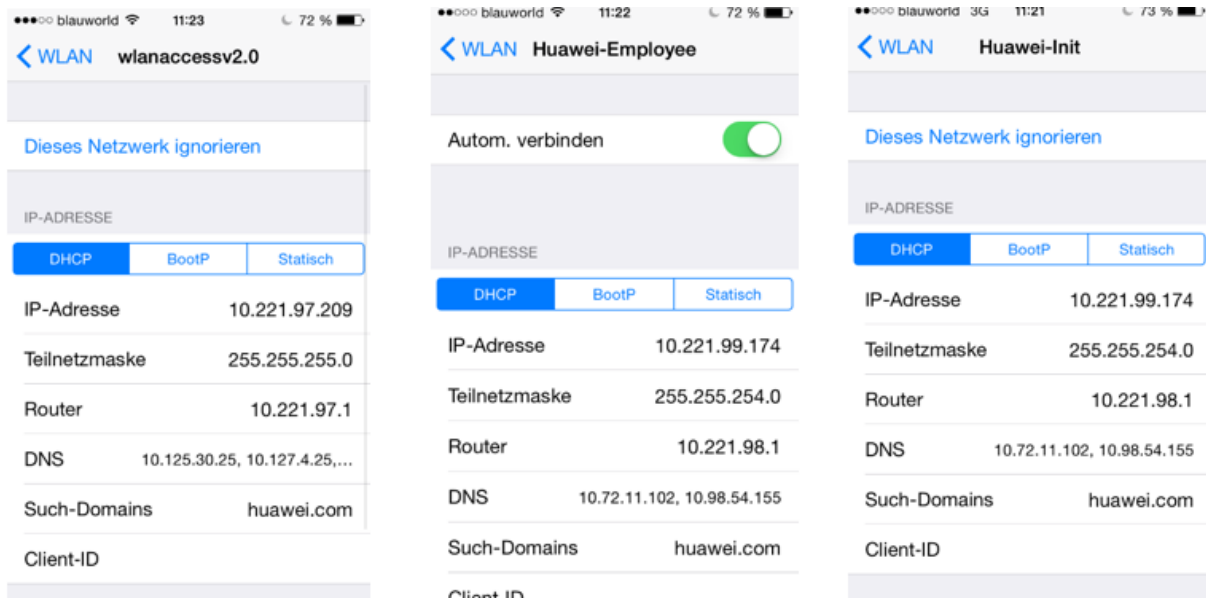 blauworld 11:23 72 %
WLAN wlanaccessv2.0
Dieses Netzwerk ignorieren
IP-ADRESSE
DHCP BootP Statisch
IP-Adresse 10.221.97.209
Teilnetzmaske 255.255.255.0
Router 10.221.97.1
DNS 10.125.30.25, 10.127.4.25,...
Such-Domains huawei.com
Client-ID
blauworld 11:22 72 %
WLAN Huawei-Employee
Autom. verbinden
IP-ADRESSE
DHCP BootP Statisch
IP-Adresse 10.221.99.174
Teilnetzmaske 255.255.254.0
Router 10.221.98.1
DNS 10.72.11.102, 10.98.54.155
Such-Domains huawei.com
Client-ID
blauworld 3G 11:21 73 %
WLAN Huawei-Init
Dieses Netzwerk ignorieren
IP-ADRESSE
DHCP BootP Statisch
IP-Adresse 10.221.99.174
Teilnetzmaske 255.255.254.0
Router 10.221.98.1
DNS 10.72.11.102, 10.98.54.155
Such-Domains huawei.com
Client-ID